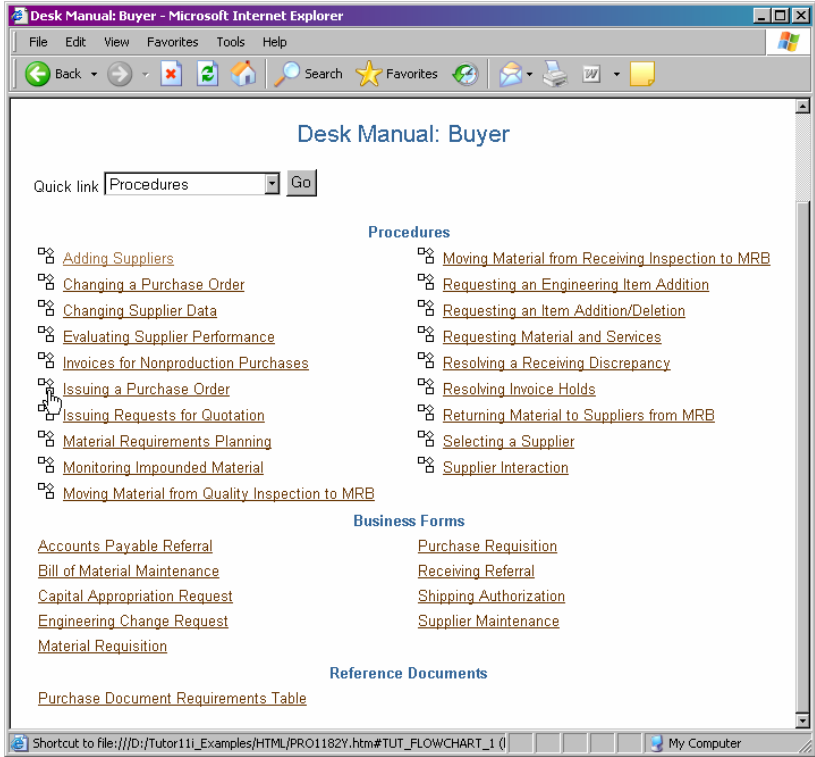 Desk Manual: Buyer - Microsoft Internet Explorer
File Edit View Favorites Tools Help
Back Search Favorites
Desk Manual: Buyer
Quick link Procedures Go
Procedures
Adding Suppliers
Changing a Purchase Order
Changing Supplier Data
Evaluating Supplier Performance
Invoices for Nonproduction Purchases
Issuing a Purchase Order
Issuing Requests for Quotation
Material Requirements Planning
Monitoring Impounded Material
Moving Material from Quality Inspection to MRB
Moving Material from Receiving Inspection to MRB
Requesting an Engineering Item Addition
Requesting an Item Addition/Deletion
Requesting Material and Services
Resolving a Receiving Discrepancy
Resolving Invoice Holds
Returning Material to Suppliers from MRB
Selecting a Supplier
Supplier Interaction
Business Forms
Accounts Payable Referral
Bill of Material Maintenance
Capital Appropriation Request
Engineering Change Request
Material Requisition
Purchase Requisition
Receiving Referral
Shipping Authorization
Supplier Maintenance
Reference Documents
Purchase Document Requirements Table
Shortcut to file:///D:/Tutor11i_Examples/HTML/PRO1182Y.htm#TUT_FLOWCHART_1 (l My Computer